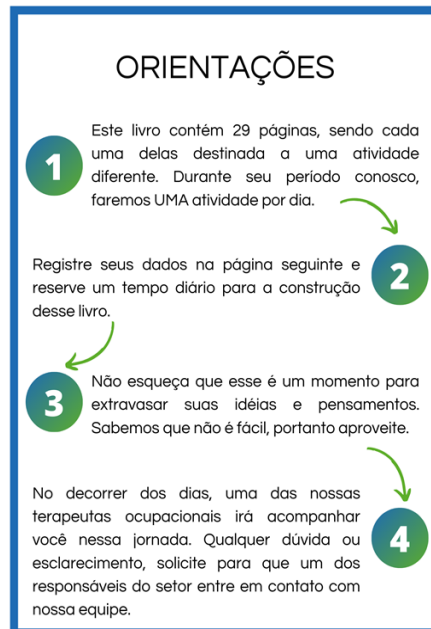 ORIENTAÇÕES
1
Este livro contém 29 páginas, sendo cada
uma delas destinada a uma atividade
diferente. Durante seu período conosco,
faremos UMA atividade por dia.
2
Registre seus dados na página seguinte e
reserve um tempo diário para a construção
desse livro.
3
Não esqueça que esse é um momento para
extravasar suas idéias e pensamentos.
Sabemos que não é fácil, portanto aproveite.
4
No decorrer dos dias, uma das nossas
terapeutas ocupacionais irá acompanhar
você nessa jornada. Qualquer dúvida ou
esclarecimento, solicite para que um dos
responsáveis do setor entre em contato com
nossa equipe.